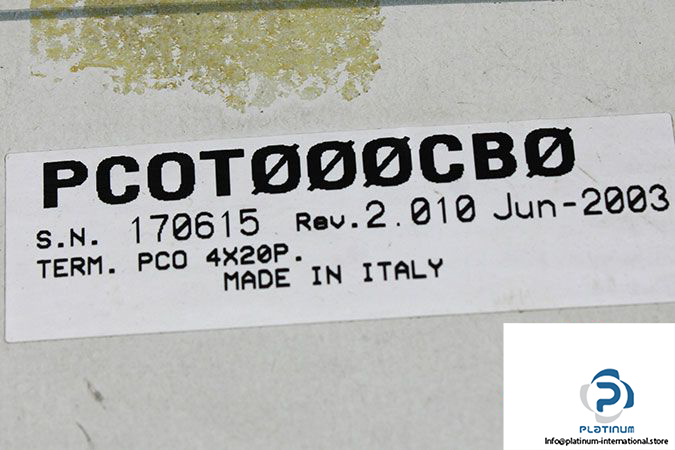 PCOTØØØCBØ
S.N. 170615 Rev.2.010 Jun-2003
TERM. PCO 4X20P.
MADE IN ITALY
PLATINUM
Info@platinum-international.store